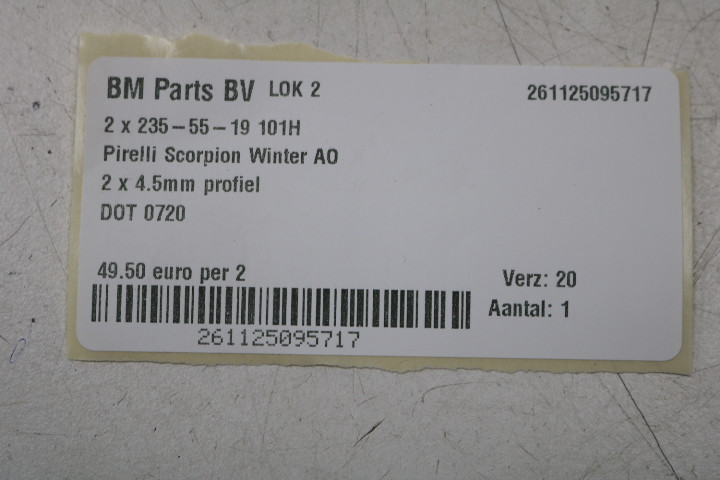 BM Parts BV LOK 2 261125095717
2 x 235-55-19 101H
Pirelli Scorpion Winter AO
2 x 4.5mm profiel
DOT 0720
49.50 euro per 2 Verz: 20
Aantal: 1
261125095717